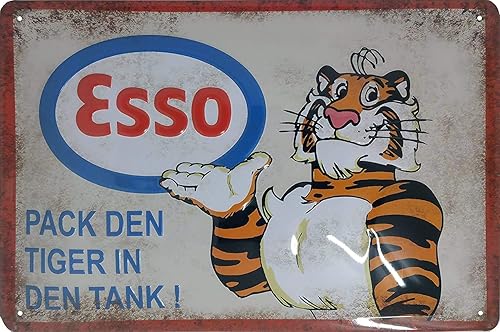 Esso
PACK DEN
TIGER IN
DEN TANK !